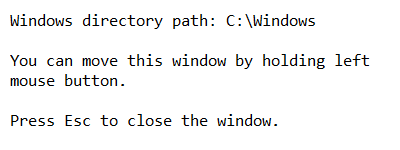 Windows directory path: C:\Windows
You can move this window by holding left
mouse button.
Press Esc to close the window.